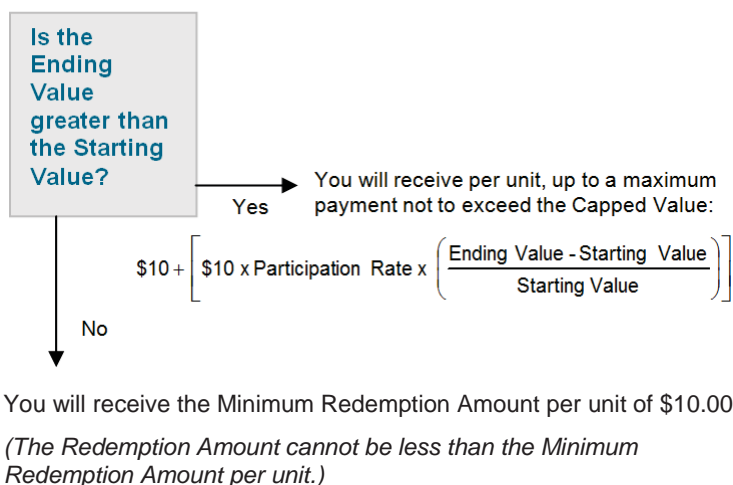 Is the
Ending
Value
greater than
the Starting
Value?
Yes
You will receive per unit, up to a maximum
payment not to exceed the Capped Value:
$10 + [ $10 x Participation Rate x ( Ending Value - Starting Value
Starting Value ) ]
No
You will receive the Minimum Redemption Amount per unit of $10.00
(The Redemption Amount cannot be less than the Minimum
Redemption Amount per unit.)